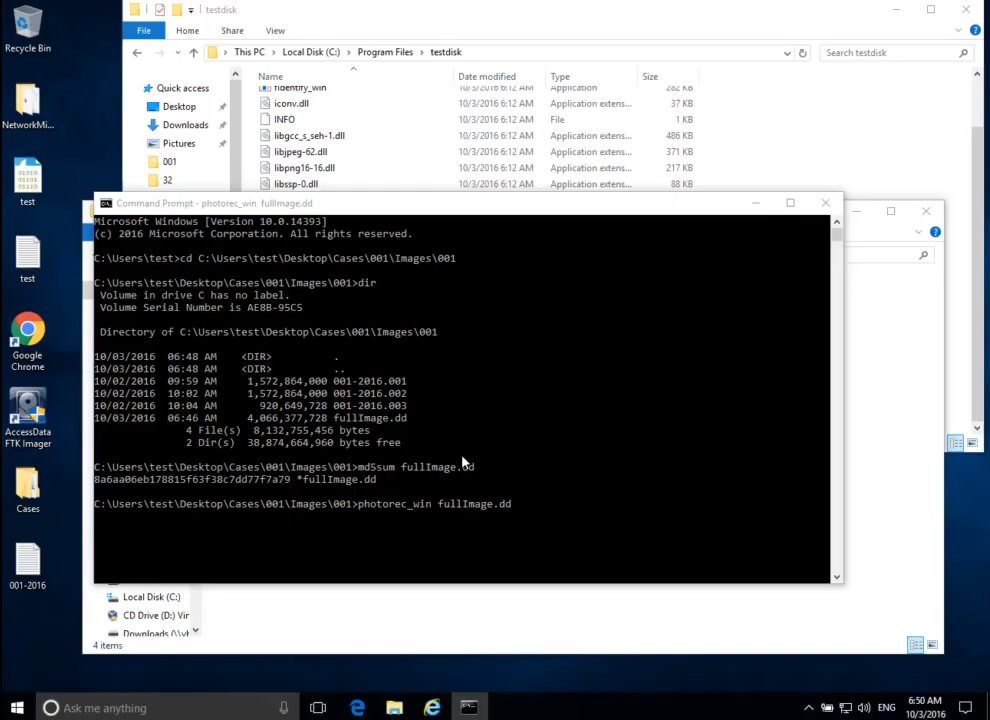 testdisk
File Home Share View
This PC > Local Disk (C:) > Program Files > testdisk
Search testdisk
Name Date modified Type Size
fidentify_win 10/3/2016 6:12 AM Application 282 KB
iconv.dll 10/3/2016 6:12 AM Application extens... 37 KB
INFO 10/3/2016 6:12 AM File 1 KB
libgcc_s_seh-1.dll 10/3/2016 6:12 AM Application extens... 486 KB
libjpeg-62.dll 10/3/2016 6:12 AM Application extens... 371 KB
libpng16-16.dll 10/3/2016 6:12 AM Application extens... 217 KB
libssp-0.dll 10/3/2016 6:12 AM Application extens... 88 KB
Quick access
Desktop
Downloads
Pictures
001
32
Recycle Bin
NetworkMi...
test
test
Google
Chrome
AccessData
FTK Imager
Cases
001-2016
Command Prompt - photorec_win fullImage.dd
Microsoft Windows [Version 10.0.14393]
(c) 2016 Microsoft Corporation. All rights reserved.
C:\Users\test>cd C:\Users\test\Desktop\Cases\001\Images\001
C:\Users\test\Desktop\Cases\001\Images\001>dir
Volume in drive C has no label.
Volume Serial Number is AE8B-95C5
Directory of C:\Users\test\Desktop\Cases\001\Images\001
10/03/2016 06:48 AM <DIR> .
10/03/2016 06:48 AM <DIR> ..
10/02/2016 09:59 AM 1,572,864,000 001-2016.001
10/02/2016 10:02 AM 1,572,864,000 001-2016.002
10/02/2016 10:04 AM 920,649,728 001-2016.003
10/03/2016 06:46 AM 4,066,377,728 fullImage.dd
4 File(s) 8,132,755,456 bytes
2 Dir(s) 38,874,664,960 bytes free
C:\Users\test\Desktop\Cases\001\Images\001>md5sum fullImage.dd
8a6aa06eb178815f63f38c7dd77f7a79 *fullImage.dd
C:\Users\test\Desktop\Cases\001\Images\001>photorec_win fullImage.dd
Local Disk (C:)
CD Drive (D:) Vir
Downloads (\\vb
4 items
Ask me anything
ENG
6:50 AM
10/3/2016